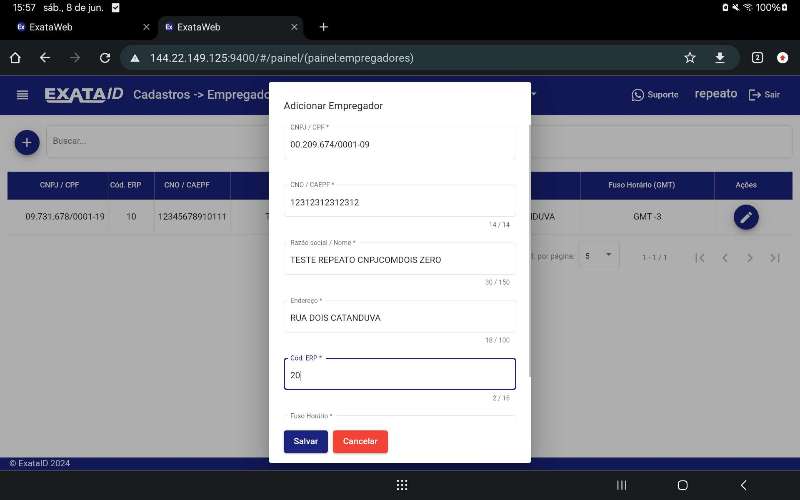 15:57 sáb., 8 de jun.
100%
Ex ExataWeb
Ex ExataWeb
144.22.149.125:9400/#/painel/(painel:empregadores)
2
EXATAID Cadastros -> Empregado
Suporte
repeato
Sair
Buscar...
CNPJ / CPF Cód. ERP CNO / CAEPF Fuso Horário (GMT) Ações
09.731.678/0001-19 10 12345678910111 T NDUVA GMT -3
por página: 5 1 - 1 / 1
Adicionar Empregador
CNPJ / CPF *
00.209.674/0001-09
CNO / CAEPF *
12312312312312
14 / 14
Razão social / Nome *
TESTE REPEATO CNPJCOMDOIS ZERO
30 / 150
Endereço *
RUA DOIS CATANDUVA
18 / 100
Cód. ERP *
20
2 / 16
Fuso Horário *
Salvar
Cancelar
© ExataID 2024